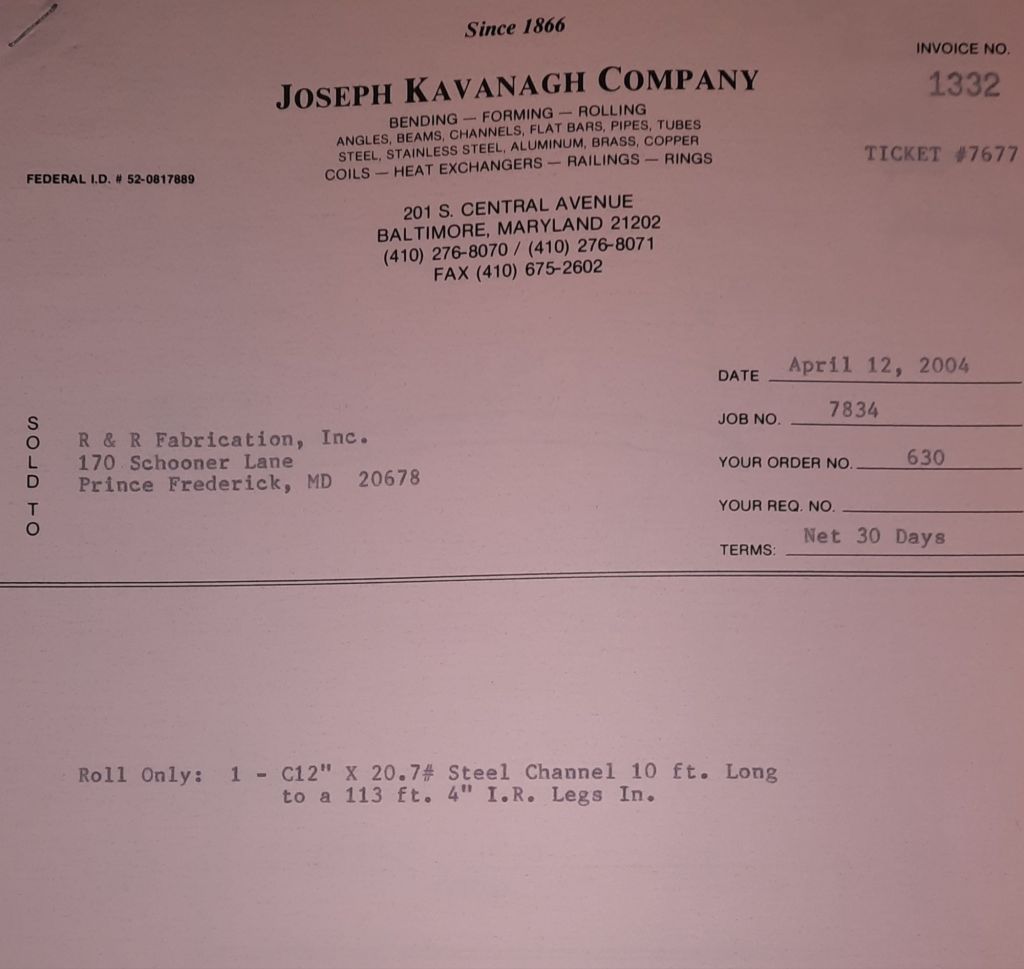 Since 1866
INVOICE NO.
1332
JOSEPH KAVANAGH COMPANY
BENDING — FORMING — ROLLING
ANGLES, BEAMS, CHANNELS, FLAT BARS, PIPES, TUBES
STEEL, STAINLESS STEEL, ALUMINUM, BRASS, COPPER
COILS — HEAT EXCHANGERS — RAILINGS — RINGS
TICKET #7677
FEDERAL I.D. # 52-0817889
201 S. CENTRAL AVENUE
BALTIMORE, MARYLAND 21202
(410) 276-8070 / (410) 276-8071
FAX (410) 675-2602
DATE April 12, 2004
JOB NO. 7834
YOUR ORDER NO. 630
YOUR REQ. NO.
TERMS: Net 30 Days
SOLD TO
R & R Fabrication, Inc.
170 Schooner Lane
Prince Frederick, MD 20678
Roll Only: 1 - C12" X 20.7# Steel Channel 10 ft. Long
to a 113 ft. 4" I.R. Legs In.